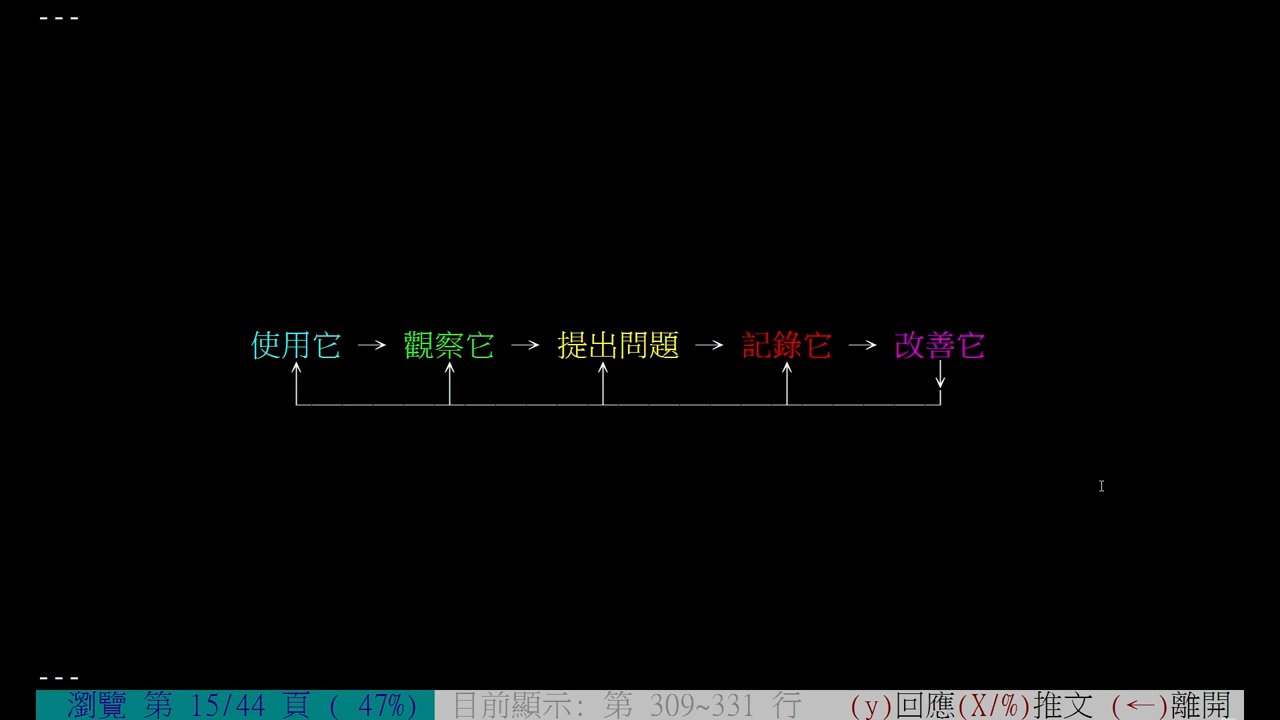 ---
使用它 → 觀察它 → 提出問題 → 記錄它 → 改善它
---
瀏覽 第 15/44 頁 ( 47%) 目前顯示: 第 309~331 行 (y)回應(X/%)推文 (←)離開